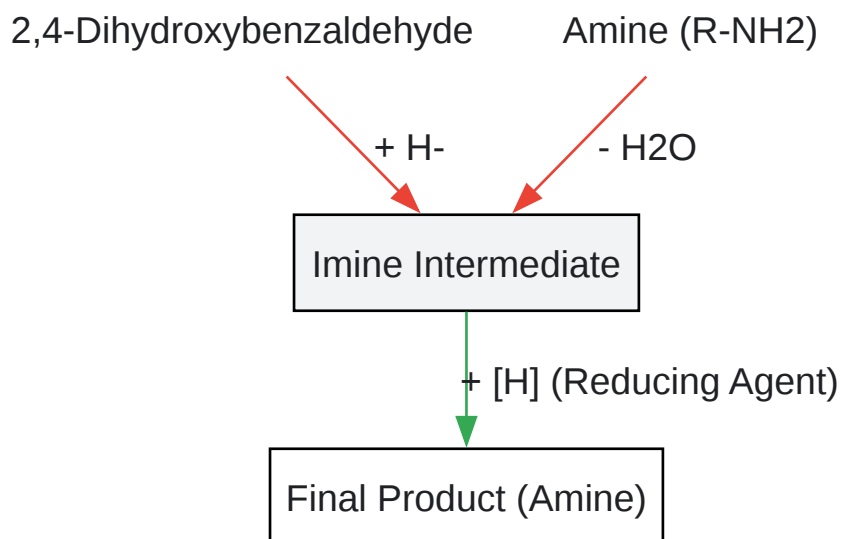 2,4-Dihydroxybenzaldehyde
Amine (R-NH2)
+ H-
- H2O
Imine Intermediate
+ [H] (Reducing Agent)
Final Product (Amine)